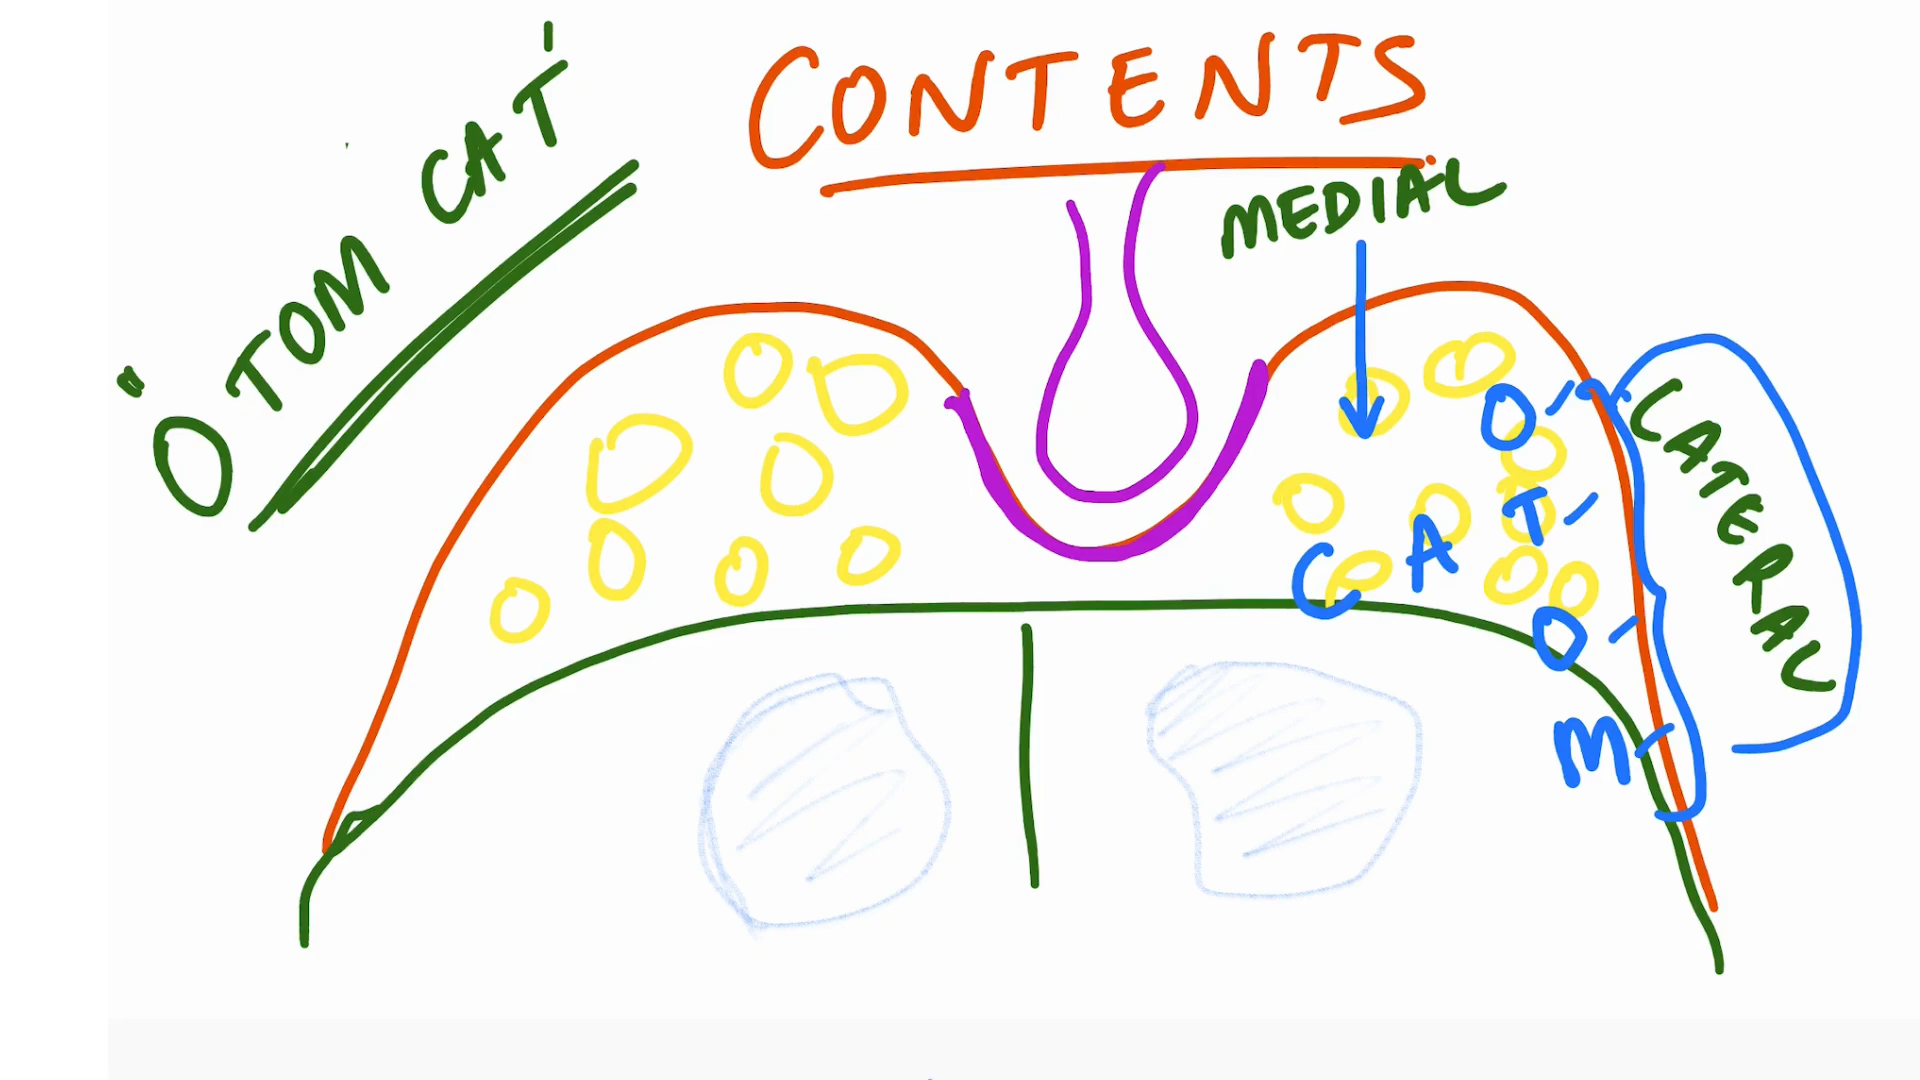 "O TOM CAT'
CONTENTS
MEDIAL
LATERAL
O
T
C A
O
M